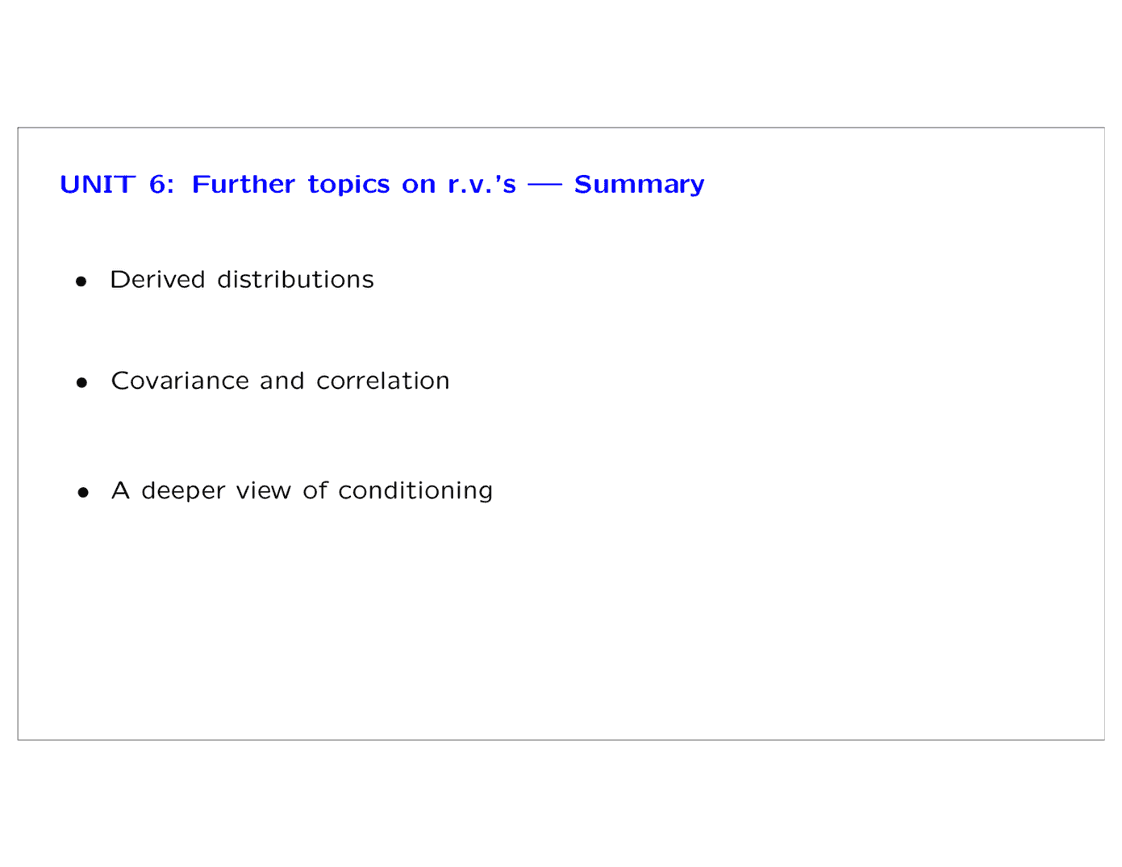 UNIT 6: Further topics on r.v.'s — Summary
• Derived distributions
• Covariance and correlation
• A deeper view of conditioning